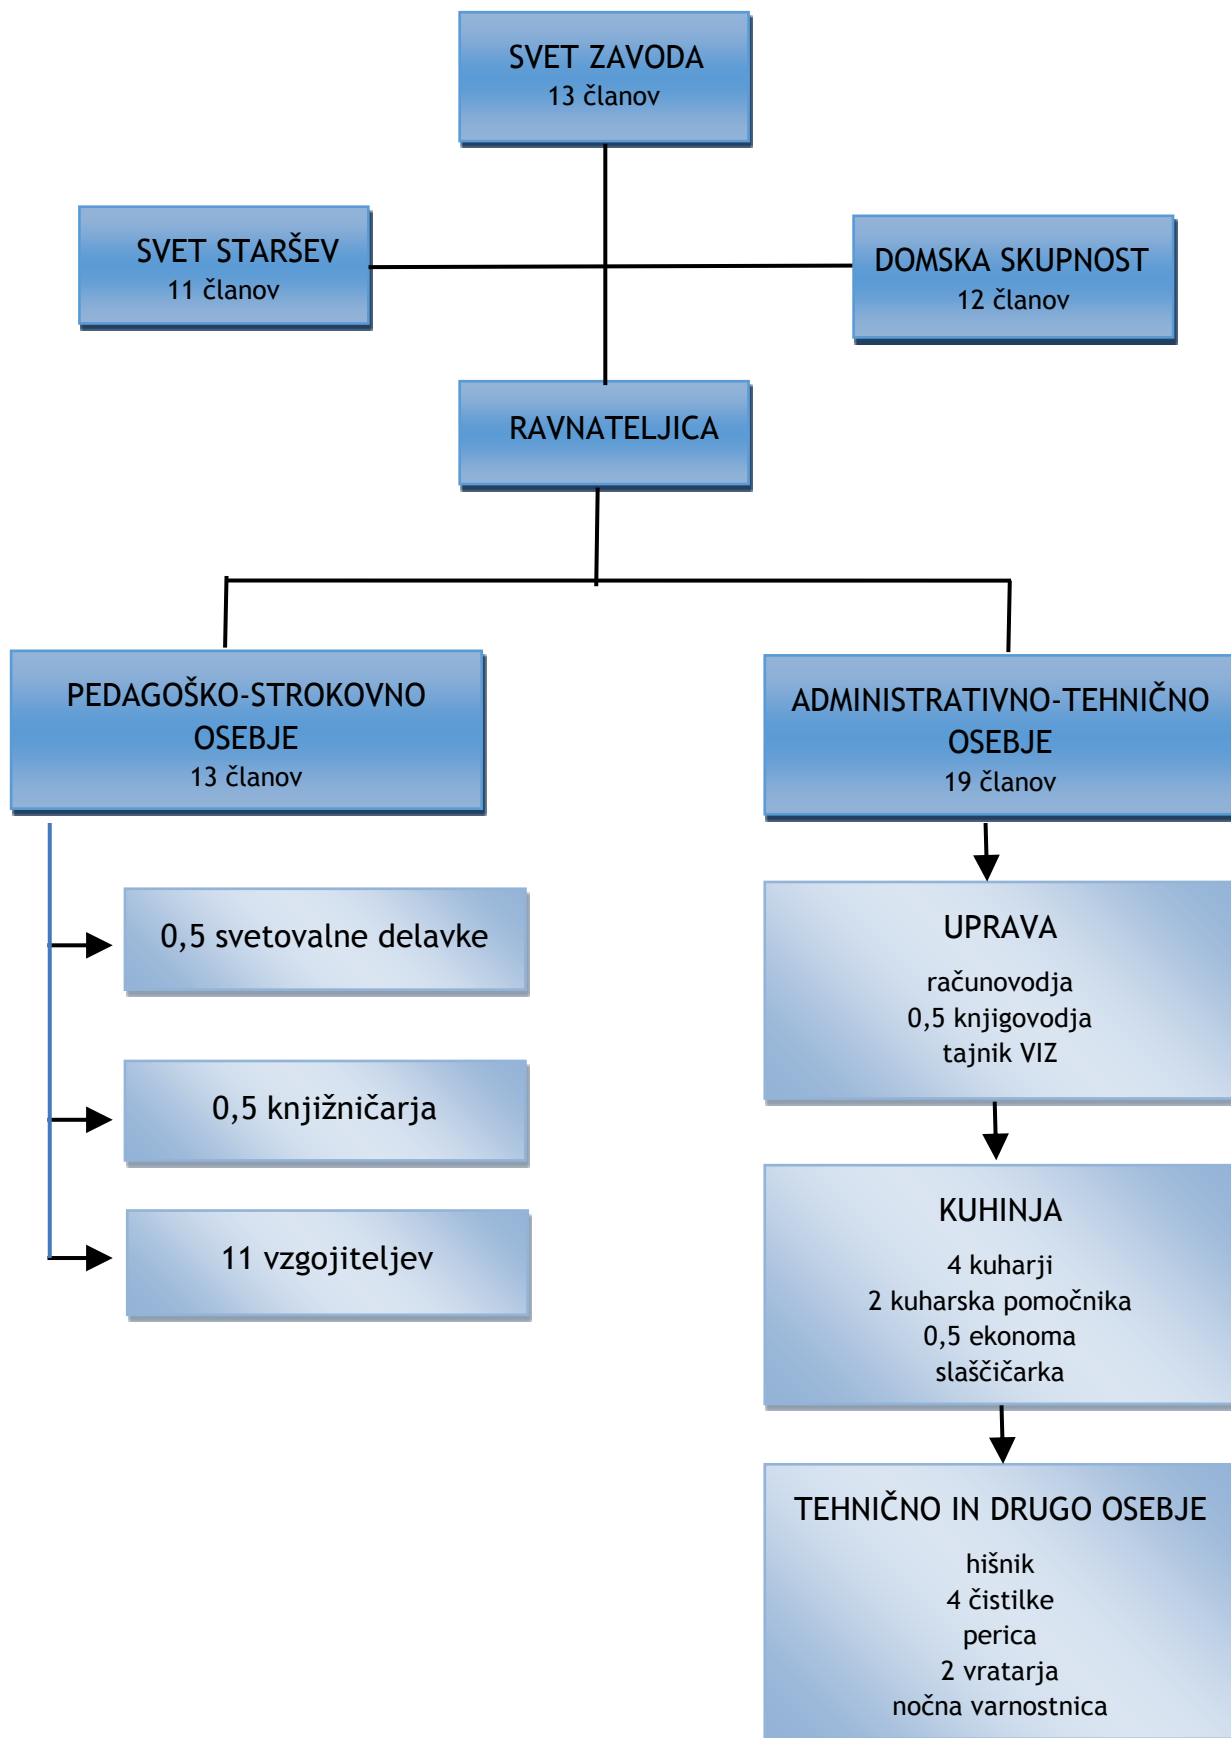 SVET ZAVODA
13 članov
SVET STARŠEV
11 članov
DOMSKA SKUPNOST
12 članov
RAVNATELJICA
PEDAGOŠKO-STROKOVNO
OSEBJE
13 članov
0,5 svetovalne delavke
0,5 knjižničarja
11 vzgojiteljev
ADMINISTRATIVNO-TEHNIČNO
OSEBJE
19 članov
UPRAVA
računovodja
0,5 knjigovodja
tajnik VIZ
KUHINJA
4 kuharji
2 kuharska pomočnika
0,5 ekonoma
slaščičarka
TEHNIČNO IN DRUGO OSEBJE
hišnik
4 čistilke
perica
2 vratarja
nočna varnostnica